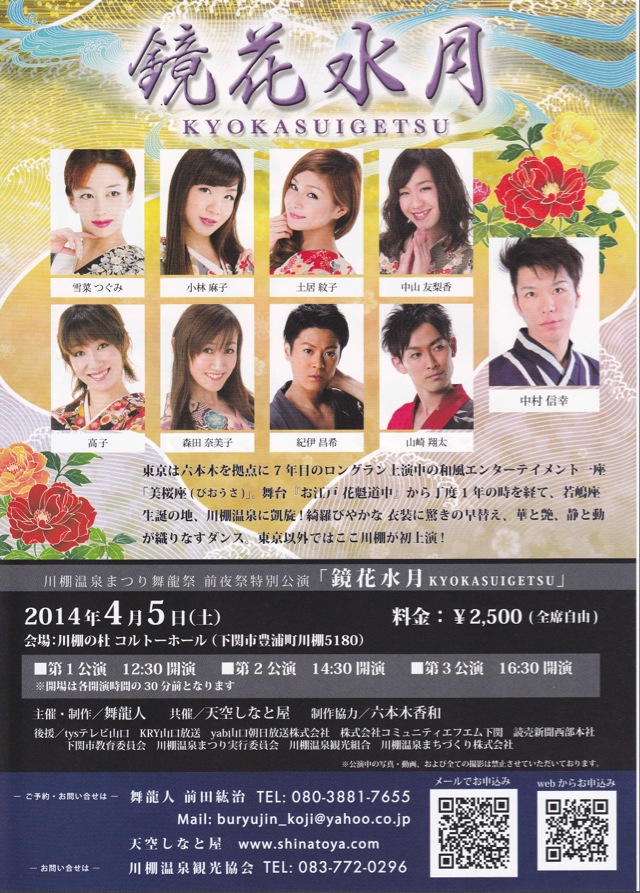 鏡花水月
KYOKASUIGETSU
雪菜 つぐみ
小林 麻子
土居 紋子
中山 友梨香
中村 信幸
高子
森田 奈美子
紀伊 昌希
山崎 翔太
東京は六本木を拠点に7年目のロングラン上演中の和風エンターテイメント一座
「美桜座(びおうざ)」。舞台『お江戸 花魁道中』から丁度1年の時を経て、若嶋座
生誕の地、川棚温泉に凱旋!綺羅びやかな 衣装に驚きの早替え、華と艶、静と動
が織りなすダンス。東京以外ではここ川棚が初上演!
川棚温泉まつり舞龍祭 前夜祭特別公演「鏡花水月KYOKASUIGETSU」
2014年4月5日(土) 料金:¥2,500(全席自由)
会場:川棚の杜 コルトーホール(下関市豊浦町川棚5180)
■第1公演 12:30開演 ■第2公演 14:30開演 ■第3公演 16:30開演
※開場は各開演時間の30分前となります
主催・制作/舞龍人 共催/天空しなと屋 制作協力/六本木香和
後援/tysテレビ山口 KRY山口放送 yab山口朝日放送株式会社 株式会社コミュニティエフエム下関 読売新聞西部本社
下関市教育委員会 川棚温泉まつり実行委員会 川棚温泉観光組合 川棚温泉まちづくり株式会社
※公演中の写真・動画、および全ての撮影は禁止させていただいております。
— ご予約・お問い合せは — 舞龍人 前田紘治 TEL: 080-3881-7655
Mail: buryujin_koji@yahoo.co.jp
天空しなと屋 www.shinatoya.com
— お問い合せは — 川棚温泉観光協会 TEL: 083-772-0296
メールでお申込み
webからお申込み